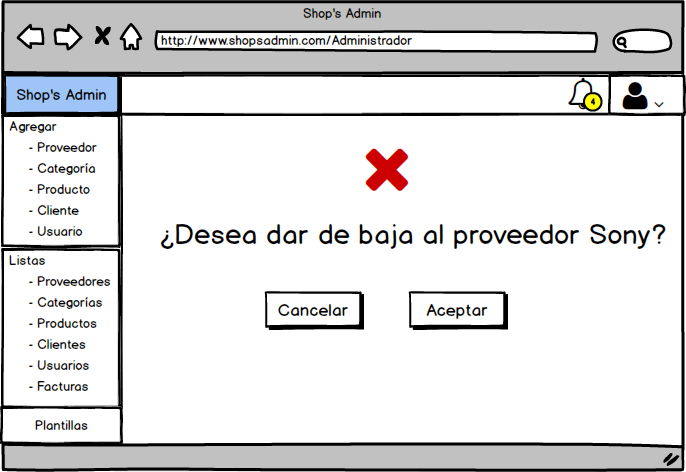 Shop's Admin
http://www.shopsadmin.com/Administrador
Shop's Admin
4
Agregar
- Proveedor
- Categoría
- Producto
- Cliente
- Usuario
Listas
- Proveedores
- Categorías
- Productos
- Clientes
- Usuarios
- Facturas
Plantillas
¿Desea dar de baja al proveedor Sony?
Cancelar
Aceptar